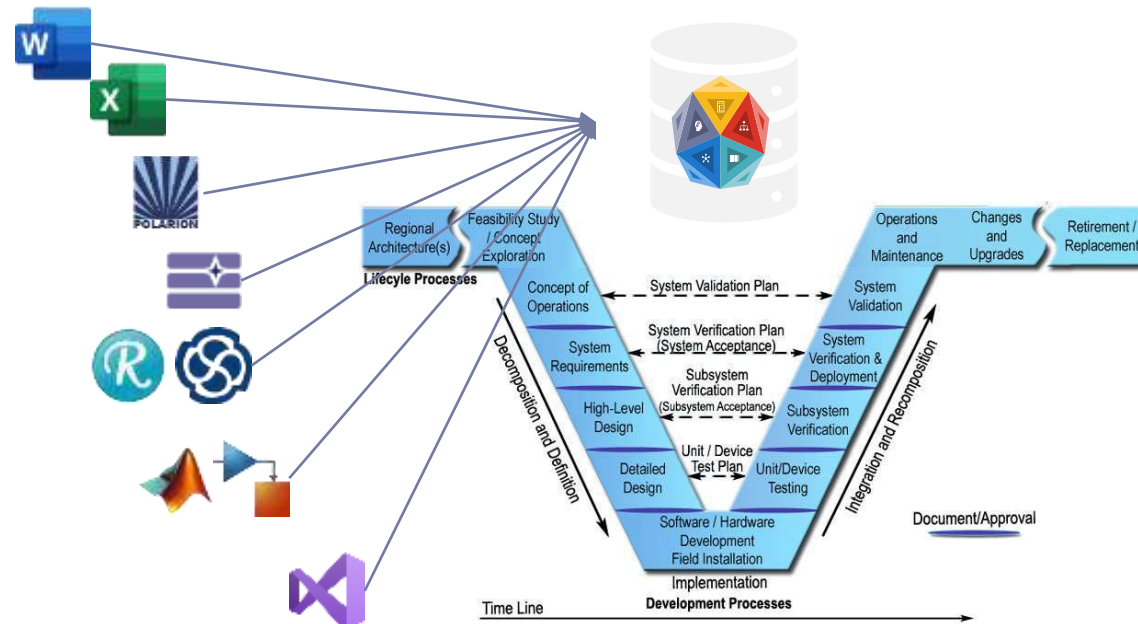 W
X
POLARION
R
Regional
Architecture(s)
Feasibility Study
/ Concept
Exploration
Operations
and
Maintenance
Changes
and
Upgrades
Retirement /
Replacement
Lifecyle Processes
Concept of
Operations
System Validation Plan
System
Validation
System
Requirements
System Verification Plan
(System Acceptance)
System
Verification &
Deployment
High-Level
Design
Subsystem
Verification Plan
(Subsystem Acceptance)
Subsystem
Verification
Detailed
Design
Unit / Device
Test Plan
Unit/Device
Testing
Decomposition and Definition
Integration and Recomposition
Software / Hardware
Development
Field Installation
Document/Approval
Implementation
Time Line
Development Processes